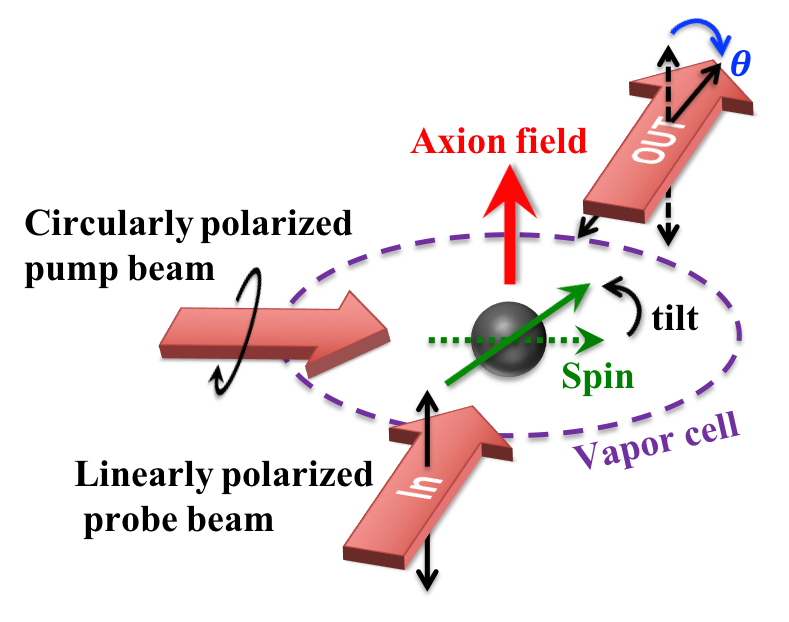 θ
OUT
Axion field
Circularly polarized
pump beam
tilt
Spin
Vapor cell
Linearly polarized
probe beam
In